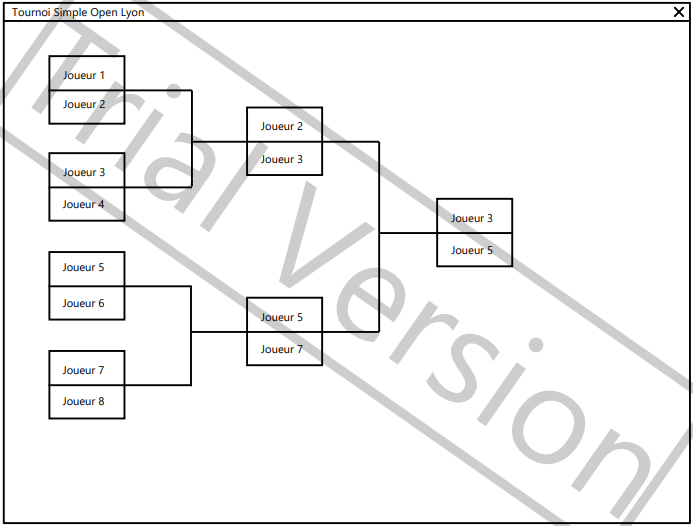 Tournoi Simple Open Lyon
Joueur 1
Joueur 2
Joueur 3
Joueur 4
Joueur 5
Joueur 6
Joueur 7
Joueur 8
Joueur 2
Joueur 3
Joueur 5
Joueur 7
Joueur 3
Joueur 5
Trial Version